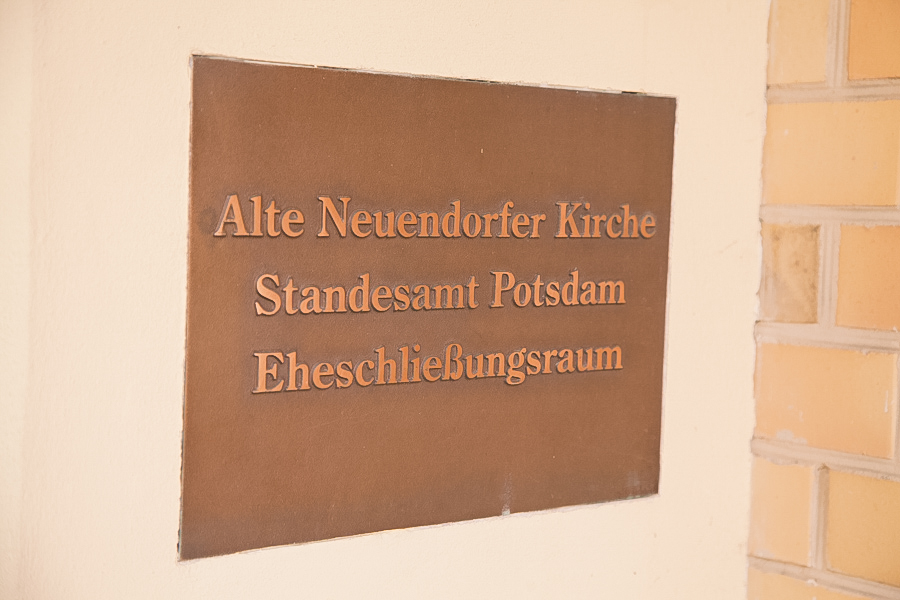 Alte Neuendorfer Kirche
Standesamt Potsdam
Eheschließungsraum